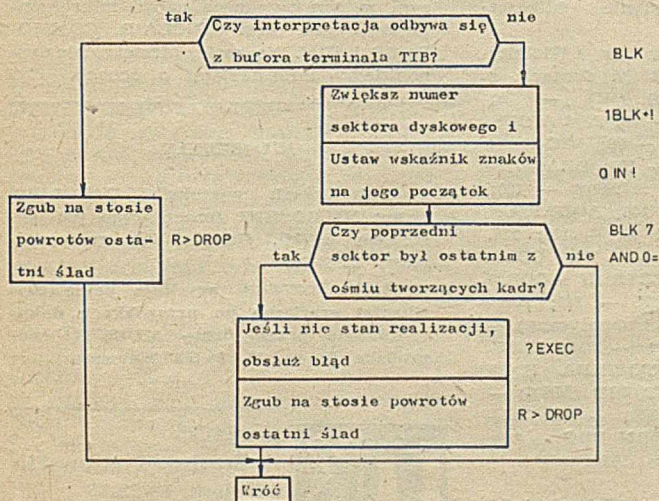 tak
nie
Czy interpretacja odbywa się
z bufora terminala TIB?
BLK
Zwiększ numer
sektora dyskowego i
1BLK+!
Ustaw wskaźnik znaków
na jego początek
0 IN !
Zgub na stosie
powrotów osta-
tni ślad
R>DROP
Czy poprzedni
sektor był ostatnim z
ośmiu tworzących kadr?
tak
nie
BLK 7
AND 0=
Jeśli nie stan realizacji,
obsłuż błąd
?EXEC
Zgub na stosie powrotów
ostatni ślad
R > DROP
Wróć